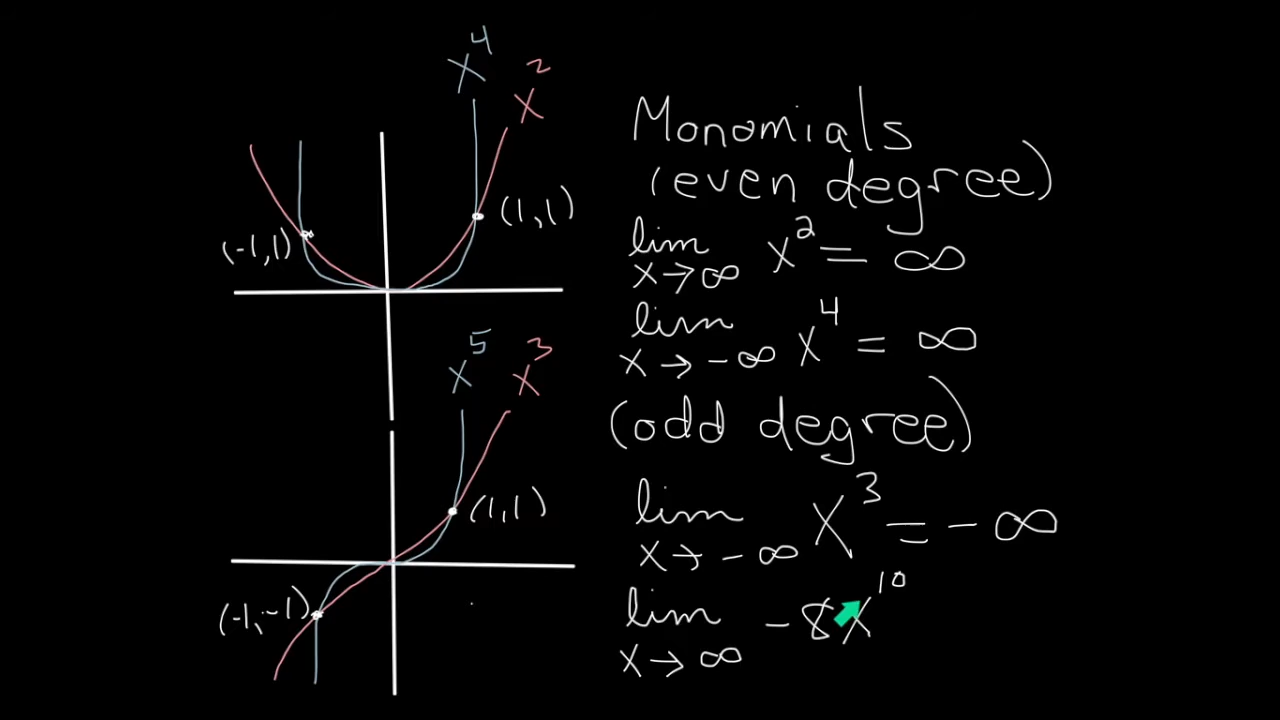 x⁴
x²
(1,1)
(-1,1)
x⁵
x³
(1,1)
(-1,-1)
Monomials
(even degree)
lim x→∞ x² = ∞
lim x→-∞ x⁴ = ∞
(odd degree)
lim x→-∞ x³ = -∞
lim x→∞ -8x¹⁰